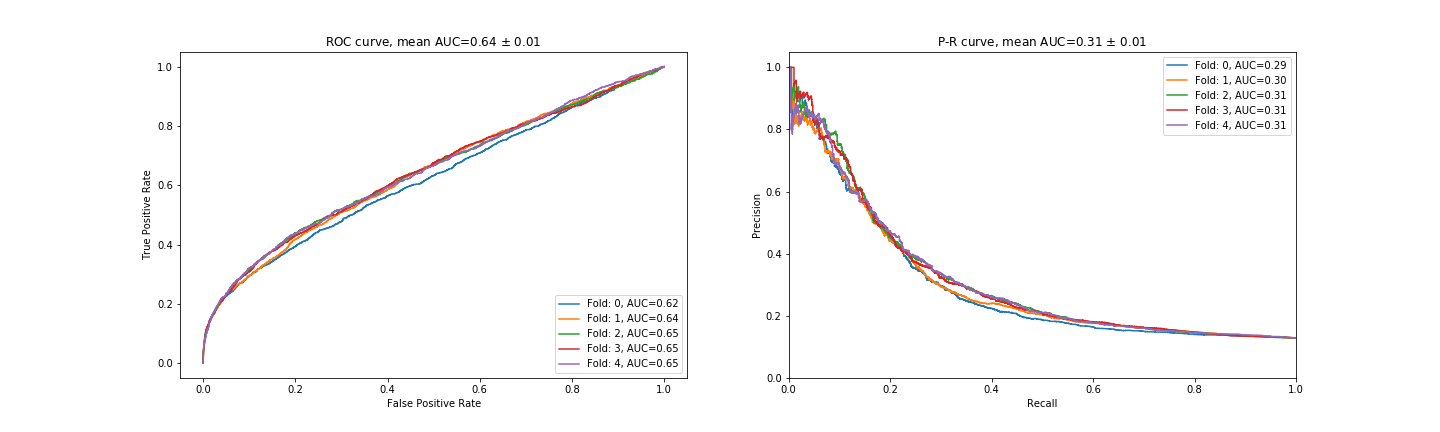 ROC curve, mean AUC=0.64 ± 0.01
True Positive Rate
1.0
0.8
0.6
0.4
0.2
0.0
Fold: 0, AUC=0.62
Fold: 1, AUC=0.64
Fold: 2, AUC=0.65
Fold: 3, AUC=0.65
Fold: 4, AUC=0.65
0.0 0.2 0.4 0.6 0.8 1.0
False Positive Rate
P-R curve, mean AUC=0.31 ± 0.01
Precision
1.0
0.8
0.6
0.4
0.2
0.0
Fold: 0, AUC=0.29
Fold: 1, AUC=0.30
Fold: 2, AUC=0.31
Fold: 3, AUC=0.31
Fold: 4, AUC=0.31
0.0 0.2 0.4 0.6 0.8 1.0
Recall